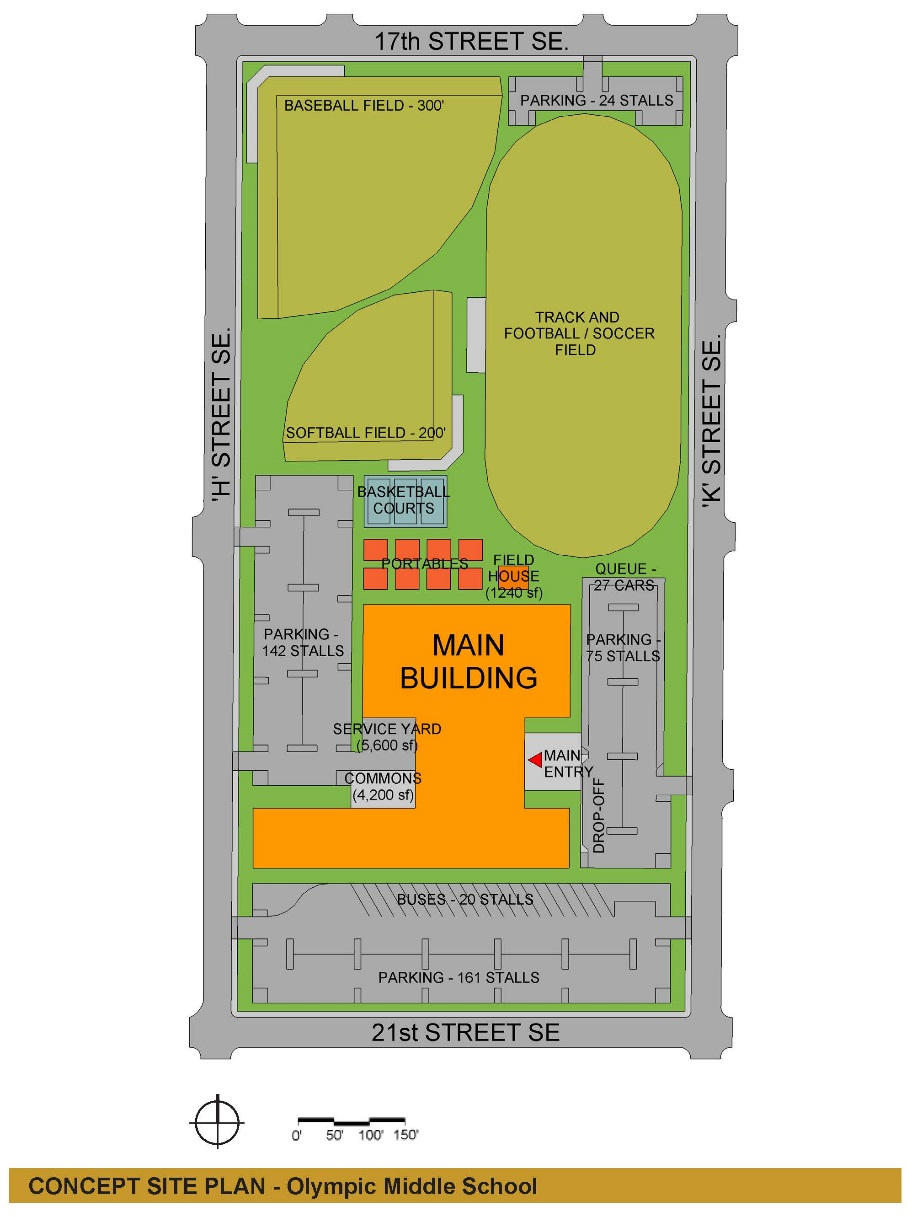 17th STREET SE.
BASEBALL FIELD - 300'
PARKING - 24 STALLS
'H' STREET SE.
'K' STREET SE.
TRACK AND
FOOTBALL / SOCCER
FIELD
SOFTBALL FIELD - 200'
BASKETBALL
COURTS
PORTABLES
FIELD
HOUSE
(1240 sf)
QUEUE -
27 CARS
PARKING -
142 STALLS
MAIN
BUILDING
PARKING -
75 STALLS
SERVICE YARD
(5,600 sf)
COMMONS
(4,200 sf)
MAIN
ENTRY
DROP-OFF
BUSES - 20 STALLS
PARKING - 161 STALLS
21st STREET SE
0' 50' 100' 150'
CONCEPT SITE PLAN - Olympic Middle School